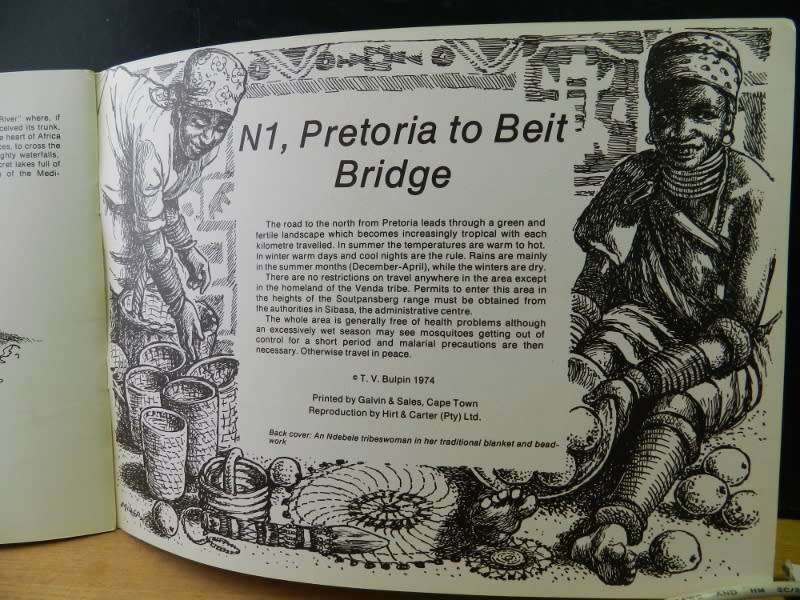 River" where, if
ceived its trunk,
e heart of Africa
ces, to cross the
ghty waterfalls,
cret lakes full of
of the Medi-
N1, Pretoria to Beit
Bridge
The road to the north from Pretoria leads through a green and
fertile landscape which becomes increasingly tropical with each
kilometre travelled. In summer the temperatures are warm to hot.
In winter warm days and cool nights are the rule. Rains are mainly
in the summer months (December-April), while the winters are dry.
There are no restrictions on travel anywhere in the area except
in the homeland of the Venda tribe. Permits to enter this area in
the heights of the Soutpansberg range must be obtained from
the authorities in Sibasa, the administrative centre.
The whole area is generally free of health problems although
an excessively wet season may see mosquitoes getting out of
control for a short period and malarial precautions are then
necessary. Otherwise travel in peace.
© T. V. Bulpin 1974
Printed by Galvin & Sales, Cape Town
Reproduction by Hirt & Carter (Pty) Ltd.
Back cover: An Ndebele tribeswoman in her traditional blanket and bead-
work
AND HM SC/2